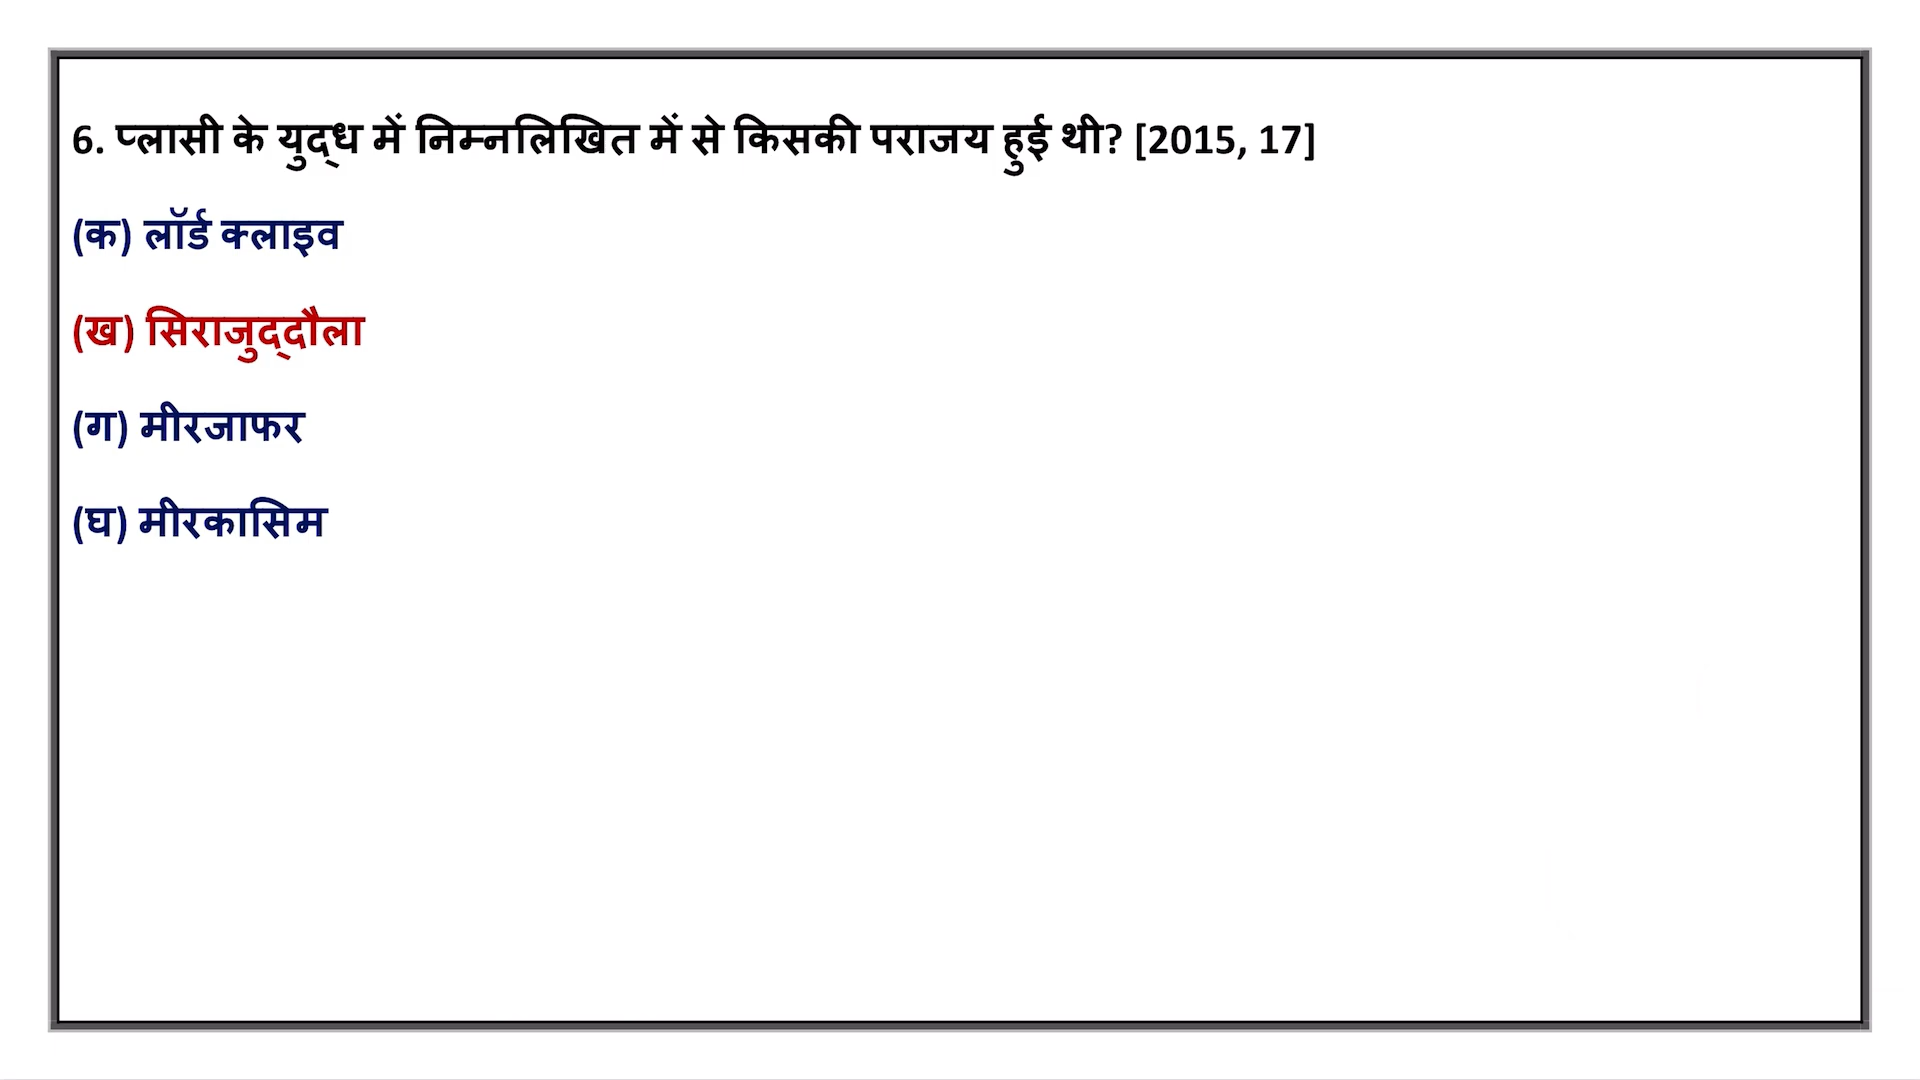 6. प्लासी के युद्ध में निम्नलिखित में से किसकी पराजय हुई थी? [2015, 17]
(क) लॉर्ड क्लाइव
(ख) सिराजुद्दौला
(ग) मीरजाफर
(घ) मीरकासिम